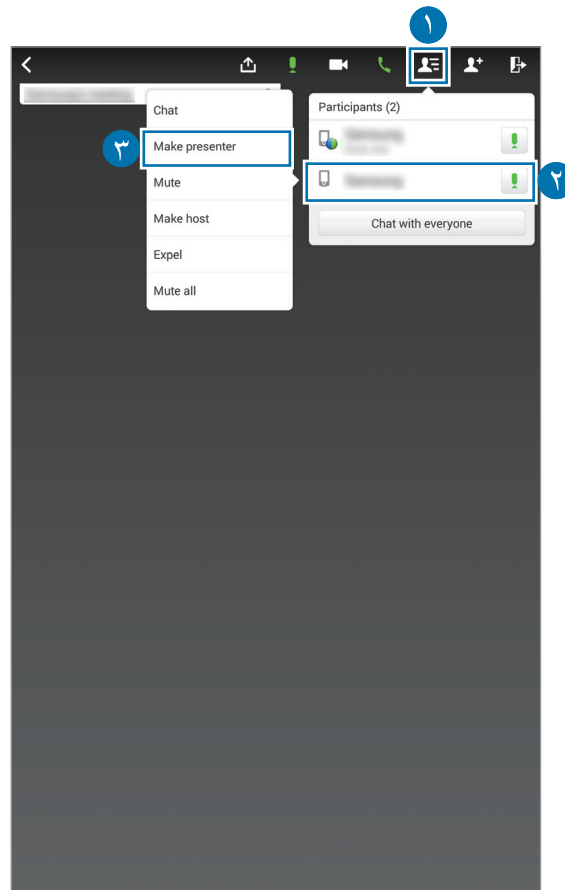 ١
Participants (2)
Chat
٣
Make presenter
Mute
٢
Chat with everyone
Make host
Expel
Mute all